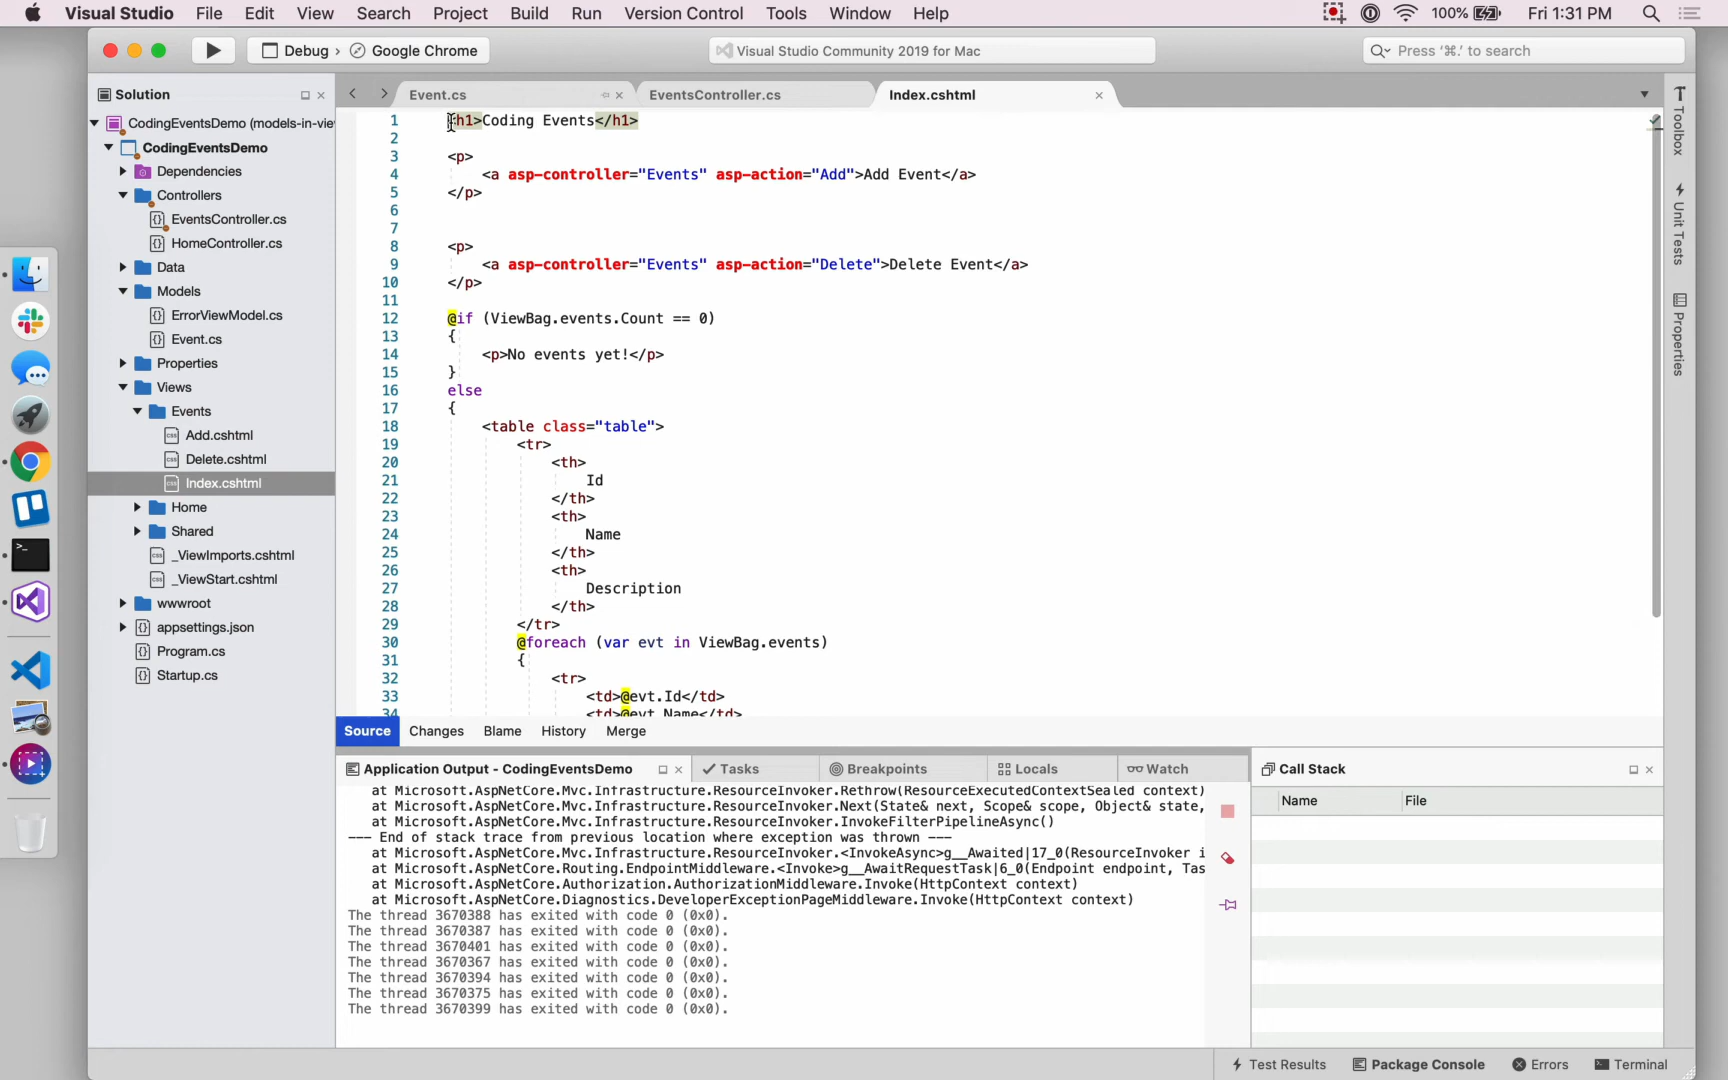 Visual Studio File Edit View Search Project Build Run Version Control Tools Window Help 100% Fri 1:31 PM
Debug › Google Chrome Visual Studio Community 2019 for Mac Press '⌘.' to search
Solution Event.cs EventsController.cs Index.cshtml
CodingEventsDemo (models-in-vie
CodingEventsDemo
Dependencies
Controllers
EventsController.cs
HomeController.cs
Data
Models
ErrorViewModel.cs
Event.cs
Properties
Views
Events
Add.cshtml
Delete.cshtml
Index.cshtml
Home
Shared
_ViewImports.cshtml
_ViewStart.cshtml
wwwroot
appsettings.json
Program.cs
Startup.cs
1 <h1>Coding Events</h1>
2
3 <p>
4 <a asp-controller="Events" asp-action="Add">Add Event</a>
5 </p>
6
7
8 <p>
9 <a asp-controller="Events" asp-action="Delete">Delete Event</a>
10 </p>
11
12 @if (ViewBag.events.Count == 0)
13 {
14 <p>No events yet!</p>
15 }
16 else
17 {
18 <table class="table">
19 <tr>
20 <th>
21 Id
22 </th>
23 <th>
24 Name
25 </th>
26 <th>
27 Description
28 </th>
29 </tr>
30 @foreach (var evt in ViewBag.events)
31 {
32 <tr>
33 <td>@evt.Id</td>
34 <td>@evt.Name</td>
Toolbox
Unit Tests
Properties
Source Changes Blame History Merge
Application Output - CodingEventsDemo Tasks Breakpoints Locals Watch
at Microsoft.AspNetCore.Mvc.Infrastructure.ResourceInvoker.Rethrow(ResourceExecutedContextSealed context)
at Microsoft.AspNetCore.Mvc.Infrastructure.ResourceInvoker.Next(State& next, Scope& scope, Object& state,
at Microsoft.AspNetCore.Mvc.Infrastructure.ResourceInvoker.InvokeFilterPipelineAsync()
--- End of stack trace from previous location where exception was thrown ---
at Microsoft.AspNetCore.Mvc.Infrastructure.ResourceInvoker.<InvokeAsync>g__Awaited|17_0(ResourceInvoker i
at Microsoft.AspNetCore.Routing.EndpointMiddleware.<Invoke>g__AwaitRequestTask|6_0(Endpoint endpoint, Tas
at Microsoft.AspNetCore.Authorization.AuthorizationMiddleware.Invoke(HttpContext context)
at Microsoft.AspNetCore.Diagnostics.DeveloperExceptionPageMiddleware.Invoke(HttpContext context)
The thread 3670388 has exited with code 0 (0x0).
The thread 3670387 has exited with code 0 (0x0).
The thread 3670401 has exited with code 0 (0x0).
The thread 3670367 has exited with code 0 (0x0).
The thread 3670394 has exited with code 0 (0x0).
The thread 3670375 has exited with code 0 (0x0).
The thread 3670399 has exited with code 0 (0x0).
Call Stack
Name File
Test Results Package Console Errors Terminal